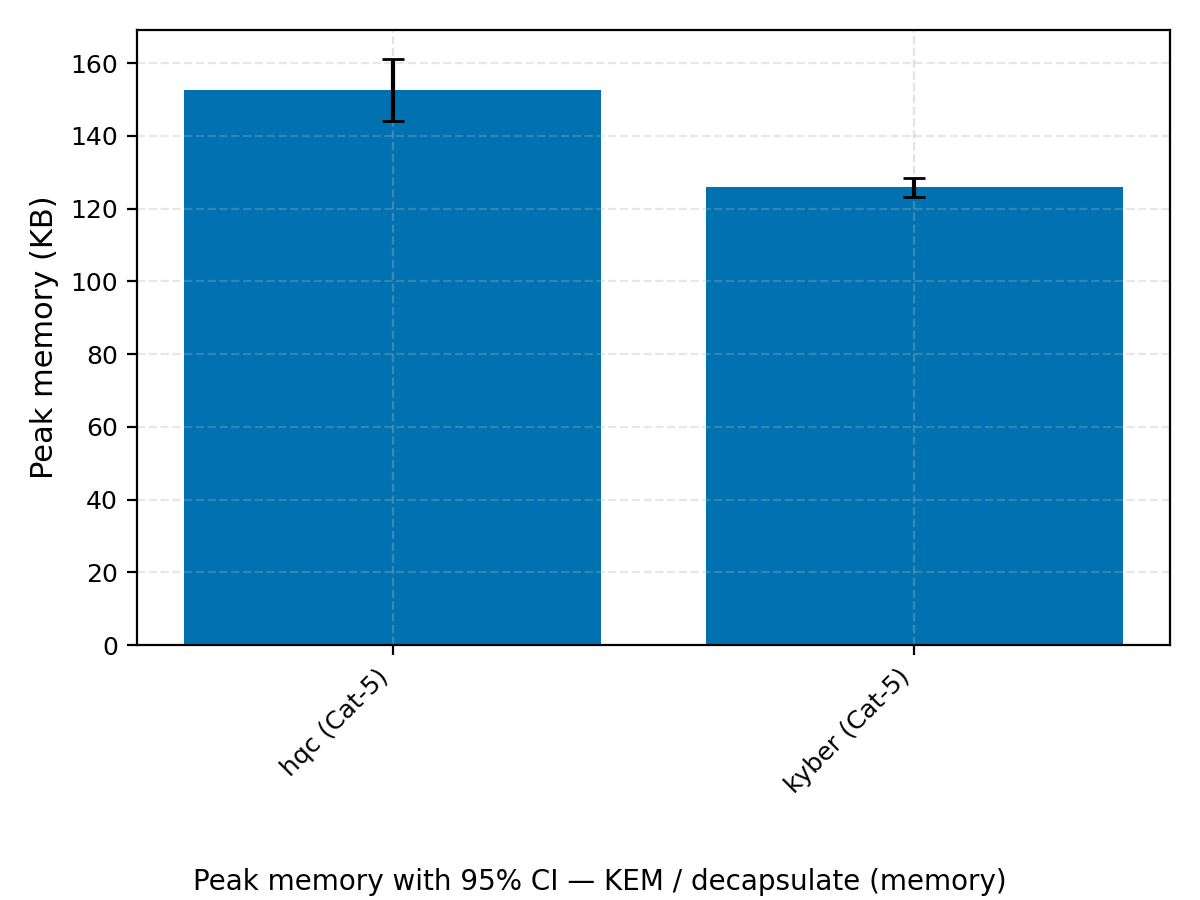 160
140
120
100
80
60
40
20
0
Peak memory (KB)
hqc (Cat-5)
kyber (Cat-5)
Peak memory with 95% CI — KEM / decapsulate (memory)